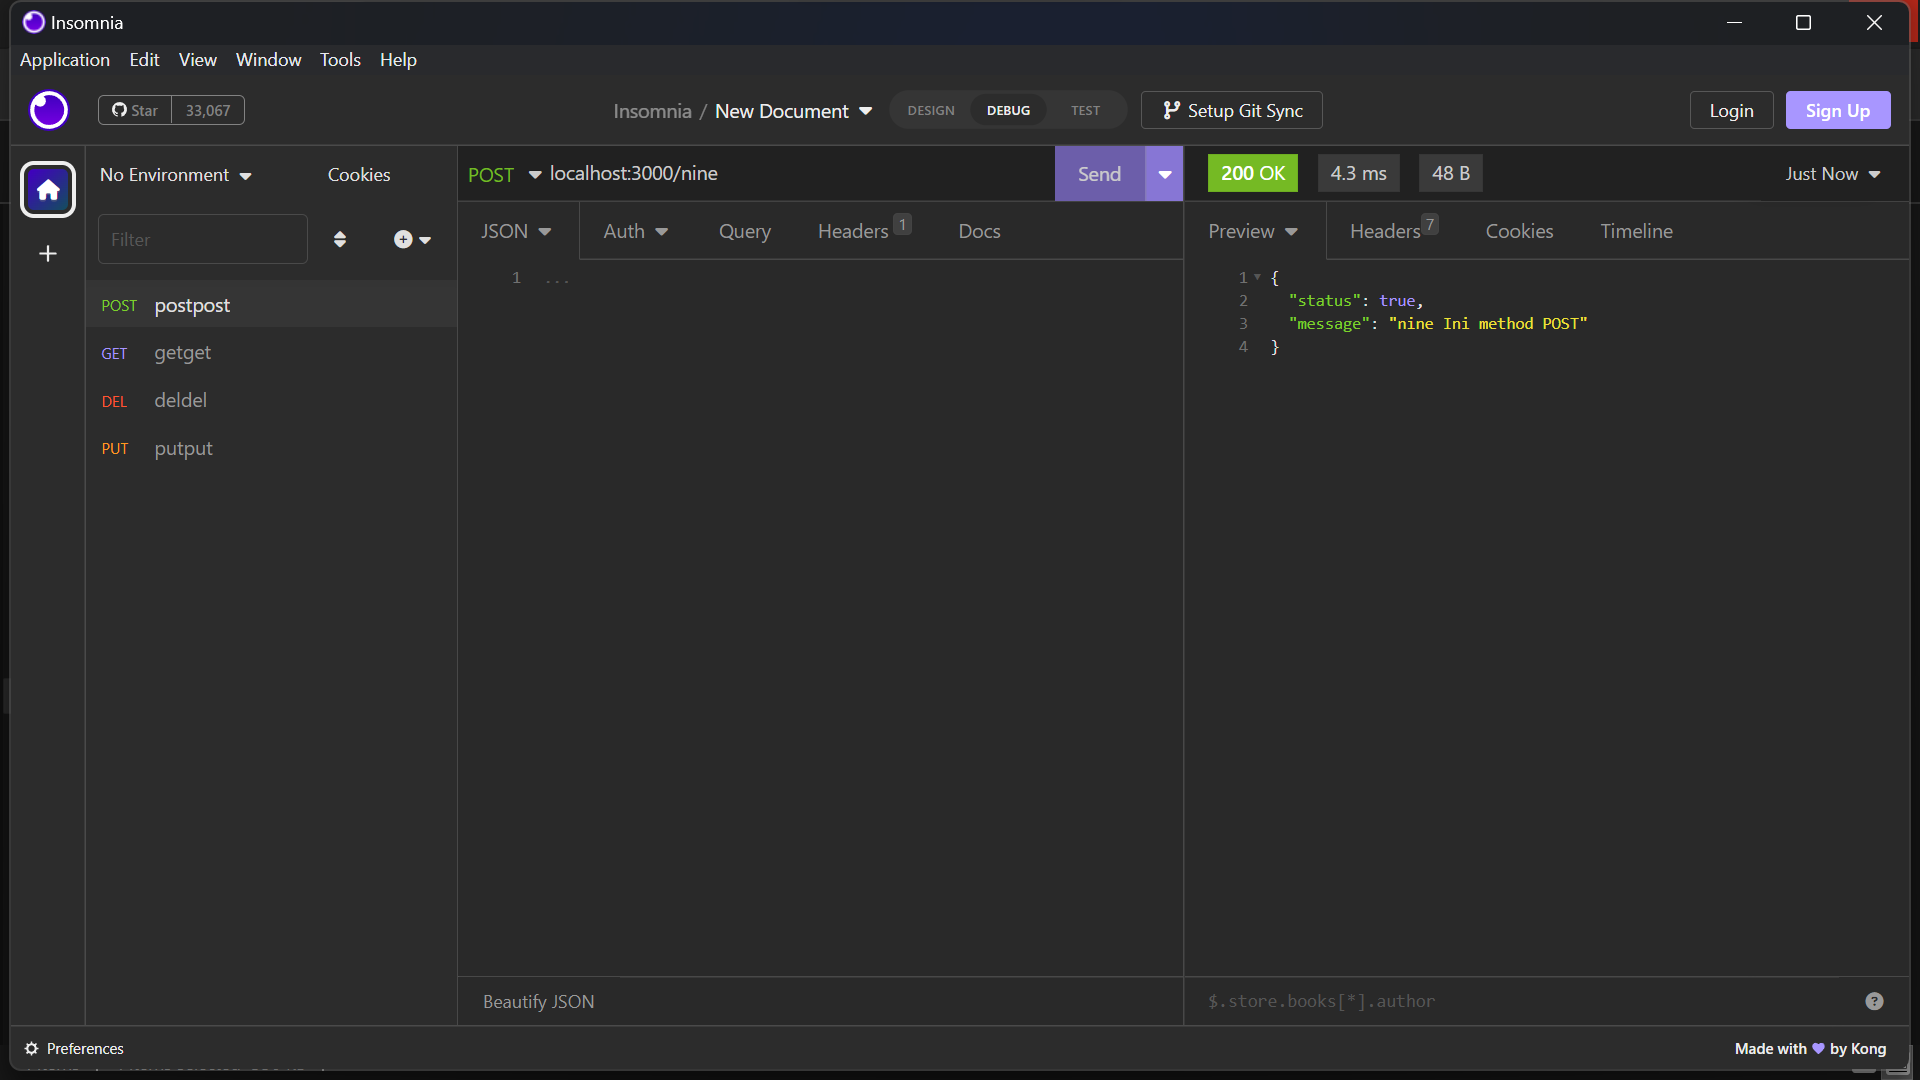 Insomnia
Application Edit View Window Tools Help
Star 33,067
Insomnia / New Document
DESIGN DEBUG TEST
Setup Git Sync
Login
Sign Up
No Environment
Cookies
Filter
POST postpost
GET getget
DEL deldel
PUT putput
POST localhost:3000/nine
Send
JSON Auth Query Headers 1 Docs
1 ...
Beautify JSON
200 OK 4.3 ms 48 B
Just Now
Preview Headers 7 Cookies Timeline
1 {
2 "status": true,
3 "message": "nine Ini method POST"
4 }
$.store.books[*].author
?
Preferences
Made with ♥ by Kong